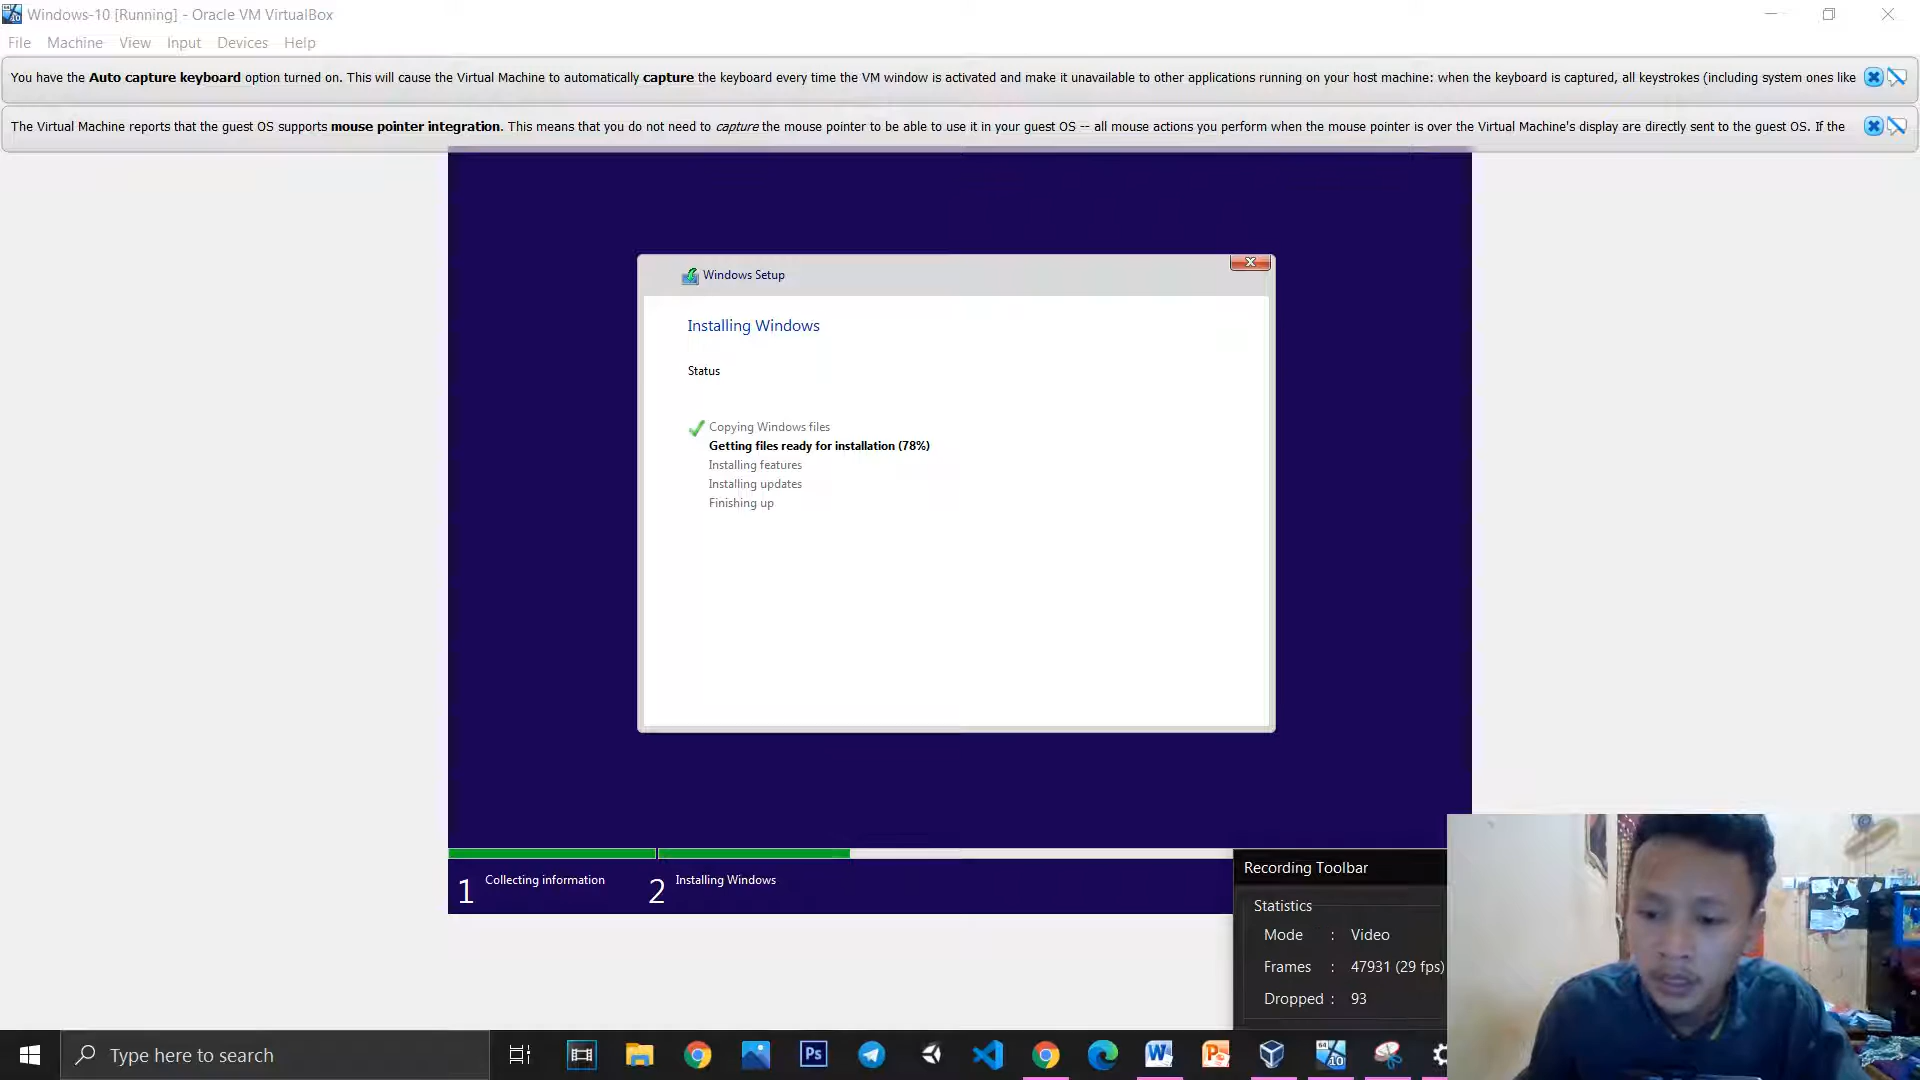 Windows-10 [Running] - Oracle VM VirtualBox
File Machine View Input Devices Help
You have the Auto capture keyboard option turned on. This will cause the Virtual Machine to automatically capture the keyboard every time the VM window is activated and make it unavailable to other applications running on your host machine: when the keyboard is captured, all keystrokes (including system ones like
The Virtual Machine reports that the guest OS supports mouse pointer integration. This means that you do not need to capture the mouse pointer to be able to use it in your guest OS -- all mouse actions you perform when the mouse pointer is over the Virtual Machine's display are directly sent to the guest OS. If the
Windows Setup
Installing Windows
Status
Copying Windows files
Getting files ready for installation (78%)
Installing features
Installing updates
Finishing up
1 Collecting information
2 Installing Windows
Recording Toolbar
Statistics
Mode : Video
Frames : 47931 (29 fps)
Dropped : 93
Type here to search
Ps